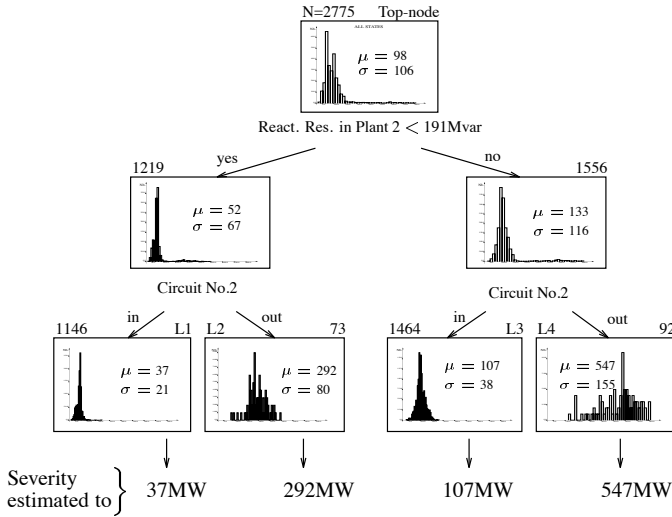 N=2775 Top-node
ALL STATES
μ = 98
σ = 106
React. Res. in Plant 2 < 191Mvar
yes no
1219 1556
μ = 52
σ = 67
μ = 133
σ = 116
Circuit No.2 Circuit No.2
in out in out
1146 L1 L2 73 1464 L3 L4 92
μ = 37
σ = 21
μ = 292
σ = 80
μ = 107
σ = 38
μ = 547
σ = 155
Severity
estimated to
37MW 292MW 107MW 547MW